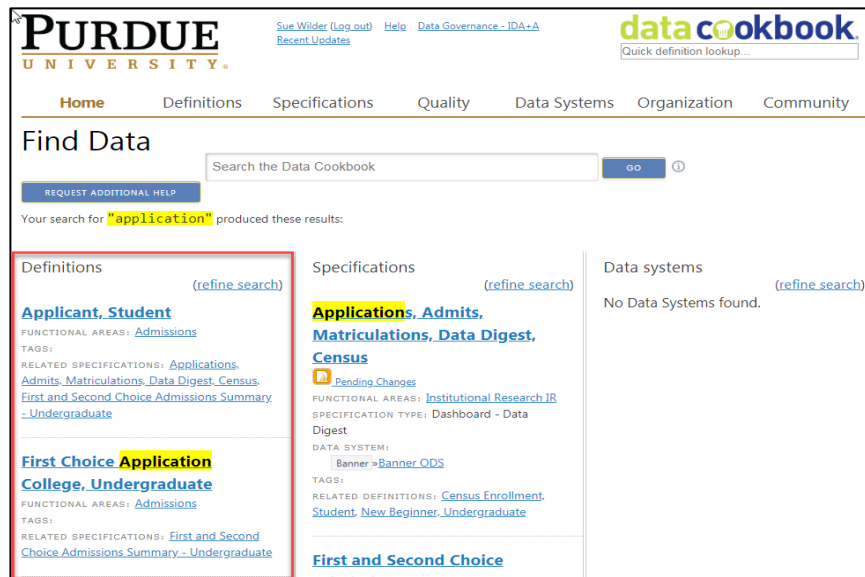 PURDUE
UNIVERSITY®
Sue Wilder (Log out) Help Data Governance - IDA+A
Recent Updates
data cookbook.
Quick definition lookup...
Home Definitions Specifications Quality Data Systems Organization Community
Find Data
Search the Data Cookbook
GO
REQUEST ADDITIONAL HELP
Your search for "application" produced these results:
Definitions
(refine search)
Applicant, Student
FUNCTIONAL AREAS: Admissions
TAGS:
RELATED SPECIFICATIONS: Applications,
Admits, Matriculations, Data Digest, Census,
First and Second Choice Admissions Summary
- Undergraduate
First Choice Application
College, Undergraduate
FUNCTIONAL AREAS: Admissions
TAGS:
RELATED SPECIFICATIONS: First and Second
Choice Admissions Summary - Undergraduate
Specifications
(refine search)
Applications, Admits,
Matriculations, Data Digest,
Census
Pending Changes
FUNCTIONAL AREAS: Institutional Research IR
SPECIFICATION TYPE: Dashboard - Data
Digest
DATA SYSTEM:
Banner »Banner ODS
TAGS:
RELATED DEFINITIONS: Census Enrollment,
Student, New Beginner, Undergraduate
First and Second Choice
Data systems
(refine search)
No Data Systems found.